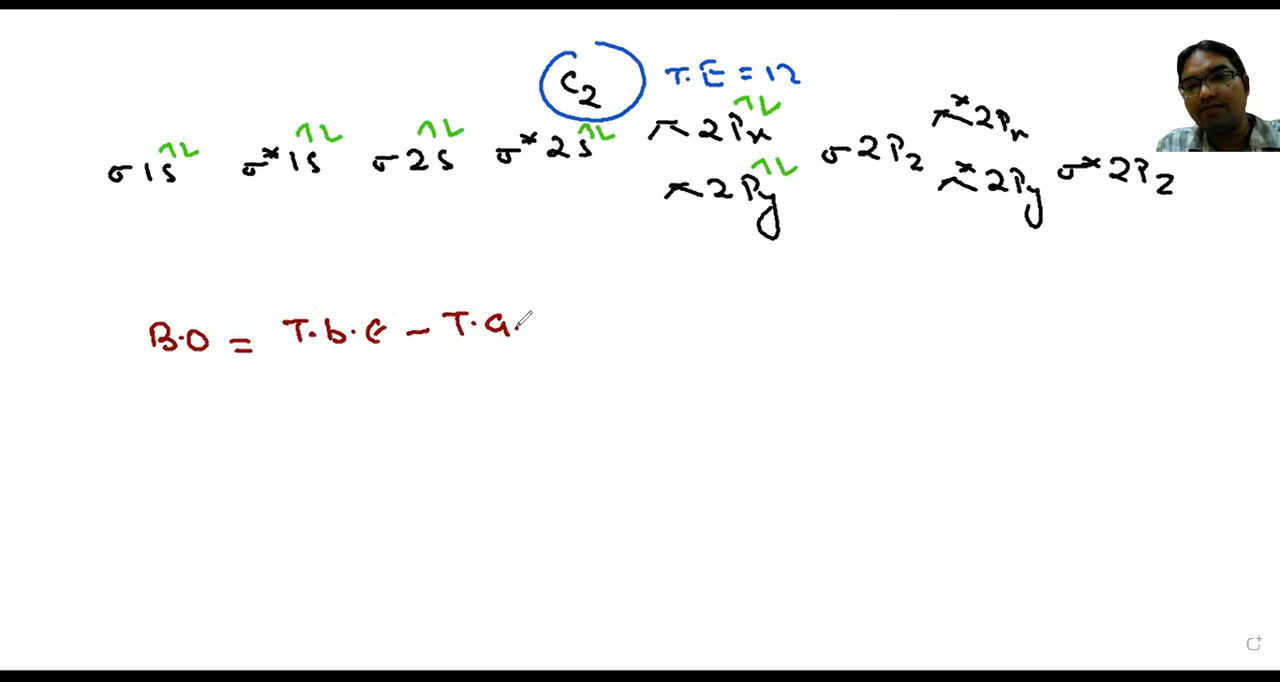 C2 T.E = 12
σ1s ↑↓ σ*1s ↑↓ σ2s ↑↓ σ*2s ↑↓ π2Px ↑↓ σ2Pz π*2Px
π2Py ↑↓ π*2Py σ*2Pz
B.O = T.b.e - T.a.